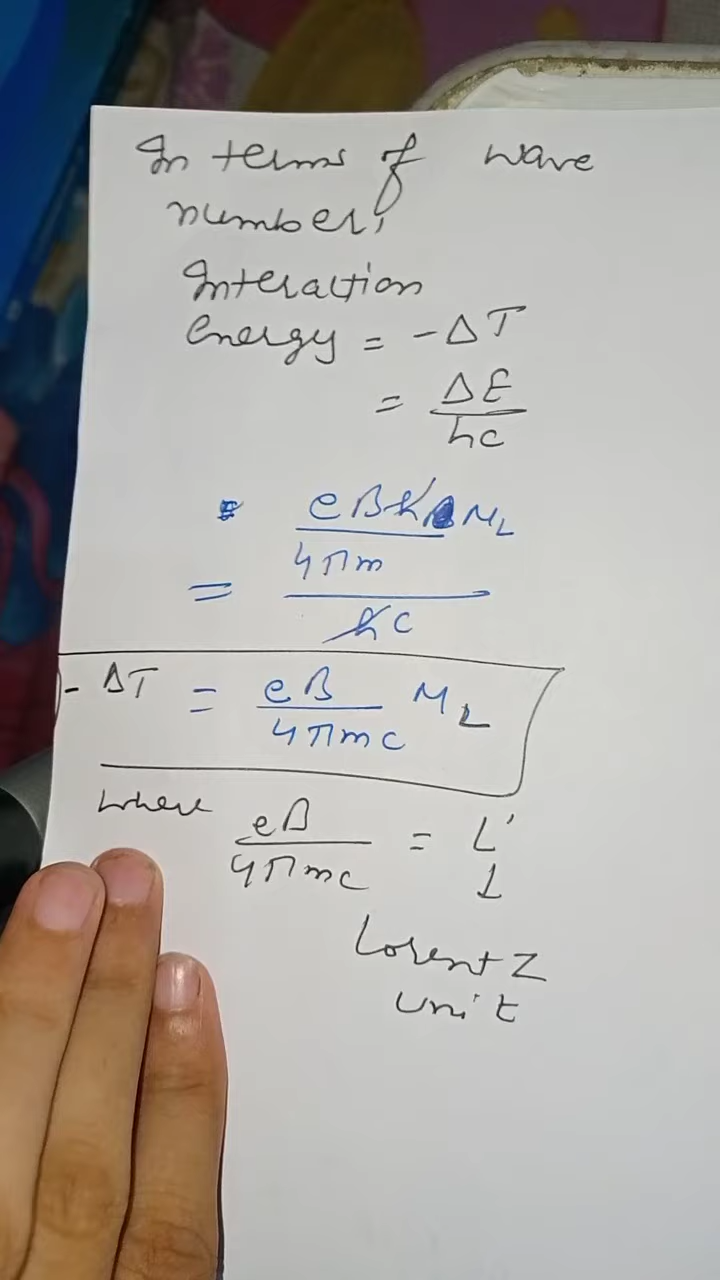 In terms of wave
number,
Interaction
energy = - ΔT
= ΔE / hc
= eBh M_L / 4πm / hc
- ΔT = eB / 4πmc M_L
where eB / 4πmc = L'
↓
Lorentz
unit